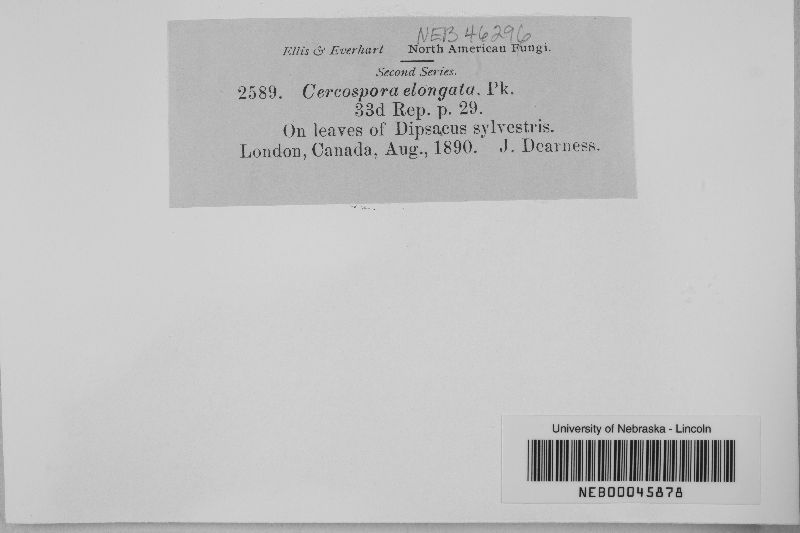 NEB 46296
Ellis & Everhart North American Fungi.
Second Series.
2589. Cercospora elongata, Pk.
33d Rep. p. 29.
On leaves of Dipsacus sylvestris.
London, Canada, Aug., 1890. J. Dearness.
University of Nebraska - Lincoln
NEB00045878